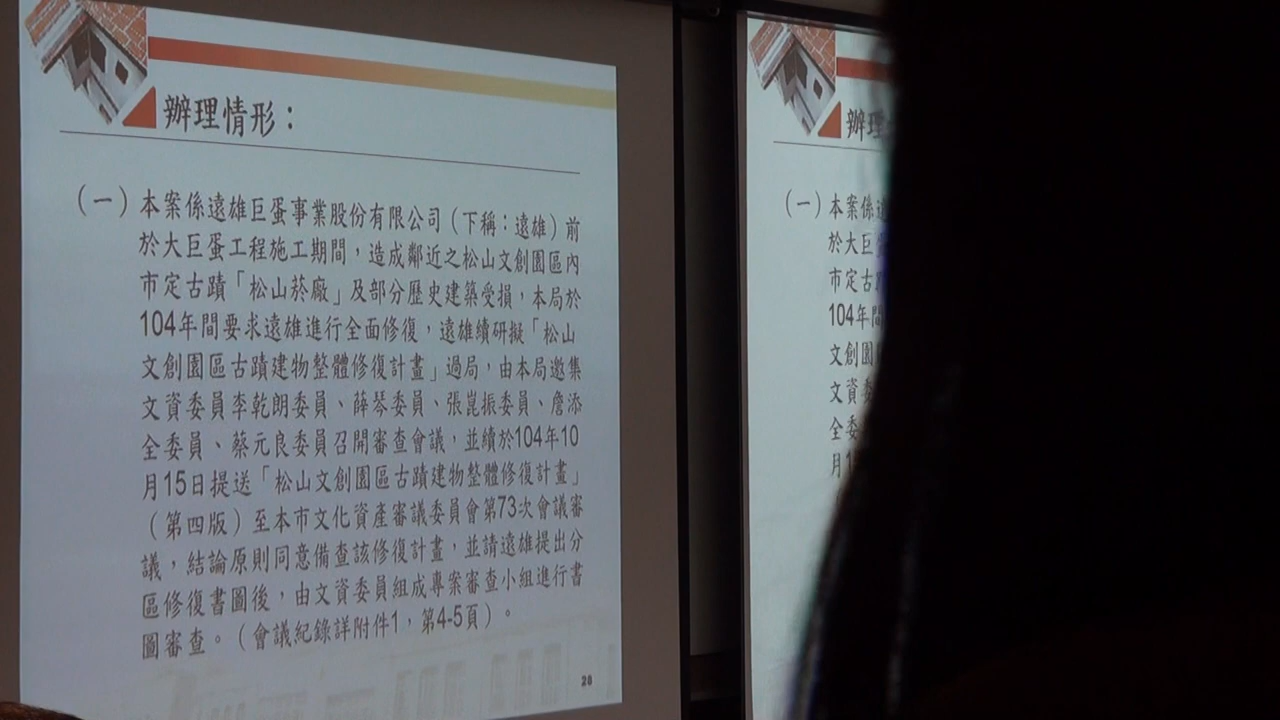 辦理情形：
（一）本案係遠雄巨蛋事業股份有限公司（下稱：遠雄）前
於大巨蛋工程施工期間，造成鄰近之松山文創園區內
市定古蹟「松山菸廠」及部分歷史建築受損，本局於
104年間要求遠雄進行全面修復，遠雄續研擬「松山
文創園區古蹟建物整體修復計畫」過局，由本局邀集
文資委員李乾朗委員、薛琴委員、張崑振委員、詹添
全委員、蔡元良委員召開審查會議，並續於104年10
月15日提送「松山文創園區古蹟建物整體修復計畫」
（第四版）至本市文化資產審議委員會第73次會議審
議，結論原則同意備查該修復計畫，並請遠雄提出分
區修復書圖後，由文資委員組成專案審查小組進行書
圖審查。（會議紀錄詳附件1，第4-5頁）。
20
辦理
（一）本案係
於大巨
市定古
104年間
文創園
文資委
全委
月1